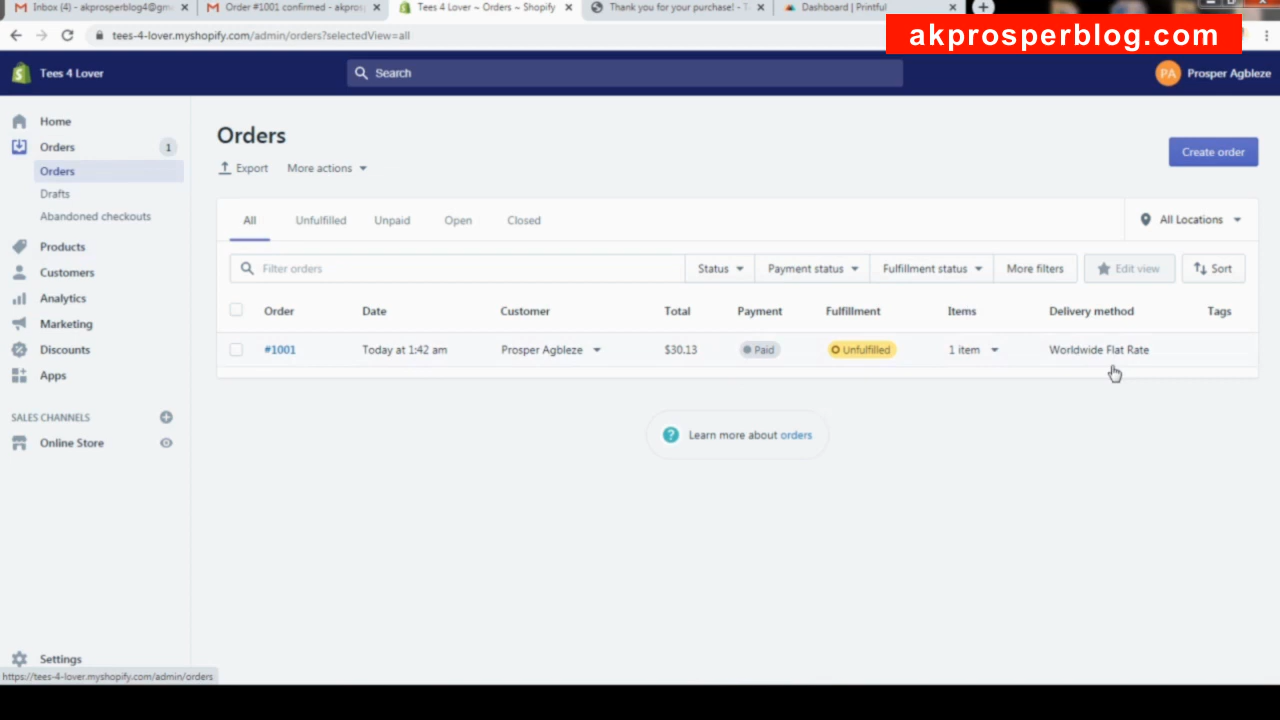 Inbox (4) - akprosperblog4@gm
Order #1001 confirmed - akpros
Tees 4 Lover ~ Orders ~ Shopify
Thank you for your purchase! - T
Dashboard | Printful
akprosperblog.com
tees-4-lover.myshopify.com/admin/orders?selectedView=all
Tees 4 Lover
Search
PA
Prosper Agbleze
Home
Orders 1
Orders
Drafts
Abandoned checkouts
Products
Customers
Analytics
Marketing
Discounts
Apps
SALES CHANNELS
Online Store
Settings
https://tees-4-lover.myshopify.com/admin/orders
Orders
Export More actions
Create order
All Unfulfilled Unpaid Open Closed
All Locations
Filter orders Status Payment status Fulfillment status More filters Edit view Sort
Order Date Customer Total Payment Fulfillment Items Delivery method Tags
#1001 Today at 1:42 am Prosper Agbleze $30.13 Paid Unfulfilled 1 item Worldwide Flat Rate
? Learn more about orders